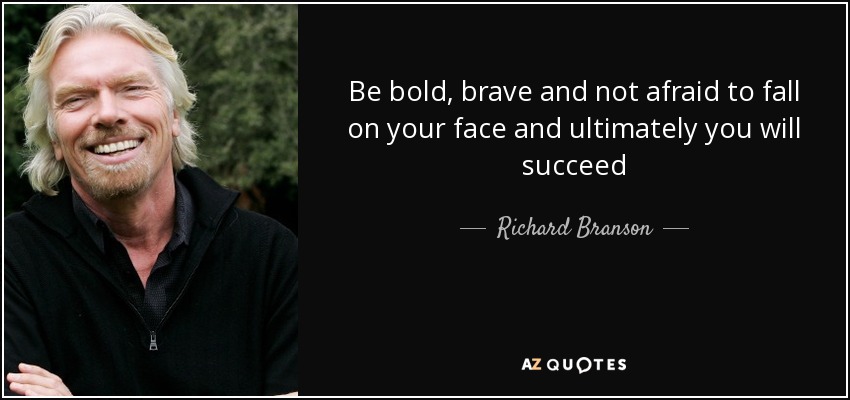 Be bold, brave and not afraid to fall
on your face and ultimately you will
succeed
Richard Branson
AZ QUOTES